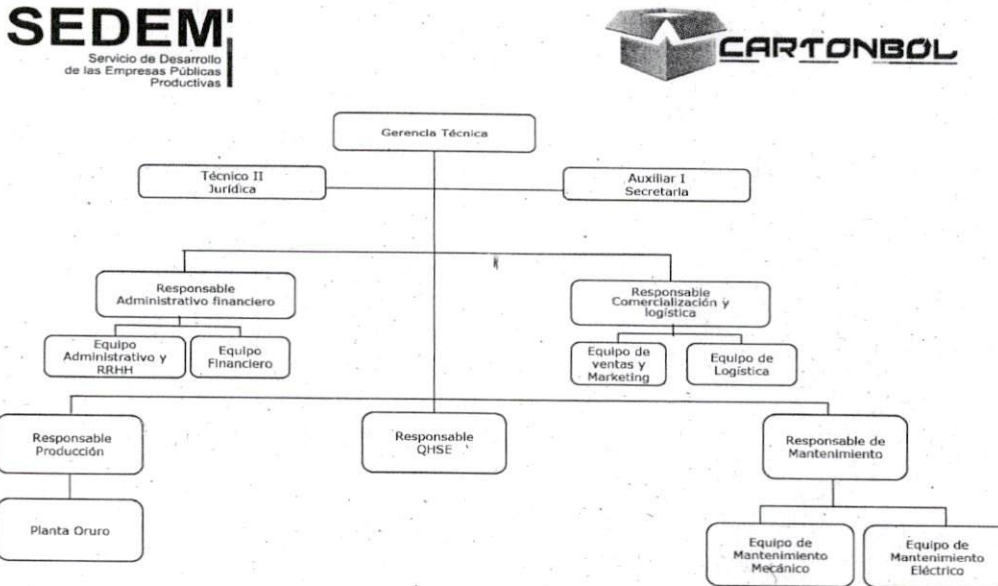 SEDEM
Servicio de Desarrollo
de las Empresas Públicas
Productivas
CARTONBOL
Gerencia Técnica
Técnico II
Jurídica
Auxiliar I
Secretaria
Responsable
Administrativo financiero
Responsable
Comercialización y
logística
Equipo
Administrativo y
RRHH
Equipo
Financiero
Equipo de
ventas y
Marketing
Equipo de
Logística
Responsable
Producción
Responsable
QHSE
Responsable de
Mantenimiento
Planta Oruro
Equipo de
Mantenimiento
Mecánico
Equipo de
Mantenimiento
Eléctrico